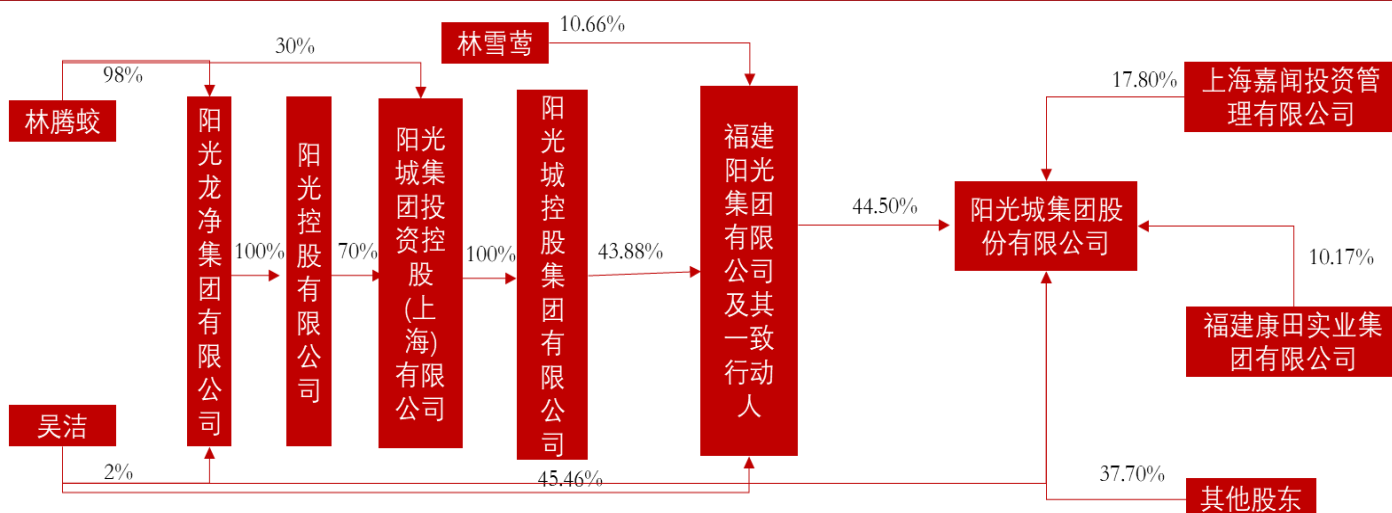 林雪莺
10.66%
30%
98%
林腾蛟
阳光龙净集团有限公司
100%
阳光控股有限公司
70%
阳光
城集
团投
资控
股
(上
海)
有限
公司
100%
阳光城控股集团有限公司
43.88%
福建
阳光
集团
有限
公司
及其
一致
行动
人
44.50%
17.80%
上海嘉闻投资管
理有限公司
阳光城集团股
份有限公司
10.17%
福建康田实业集
团有限公司
吴洁
2%
45.46%
37.70%
其他股东